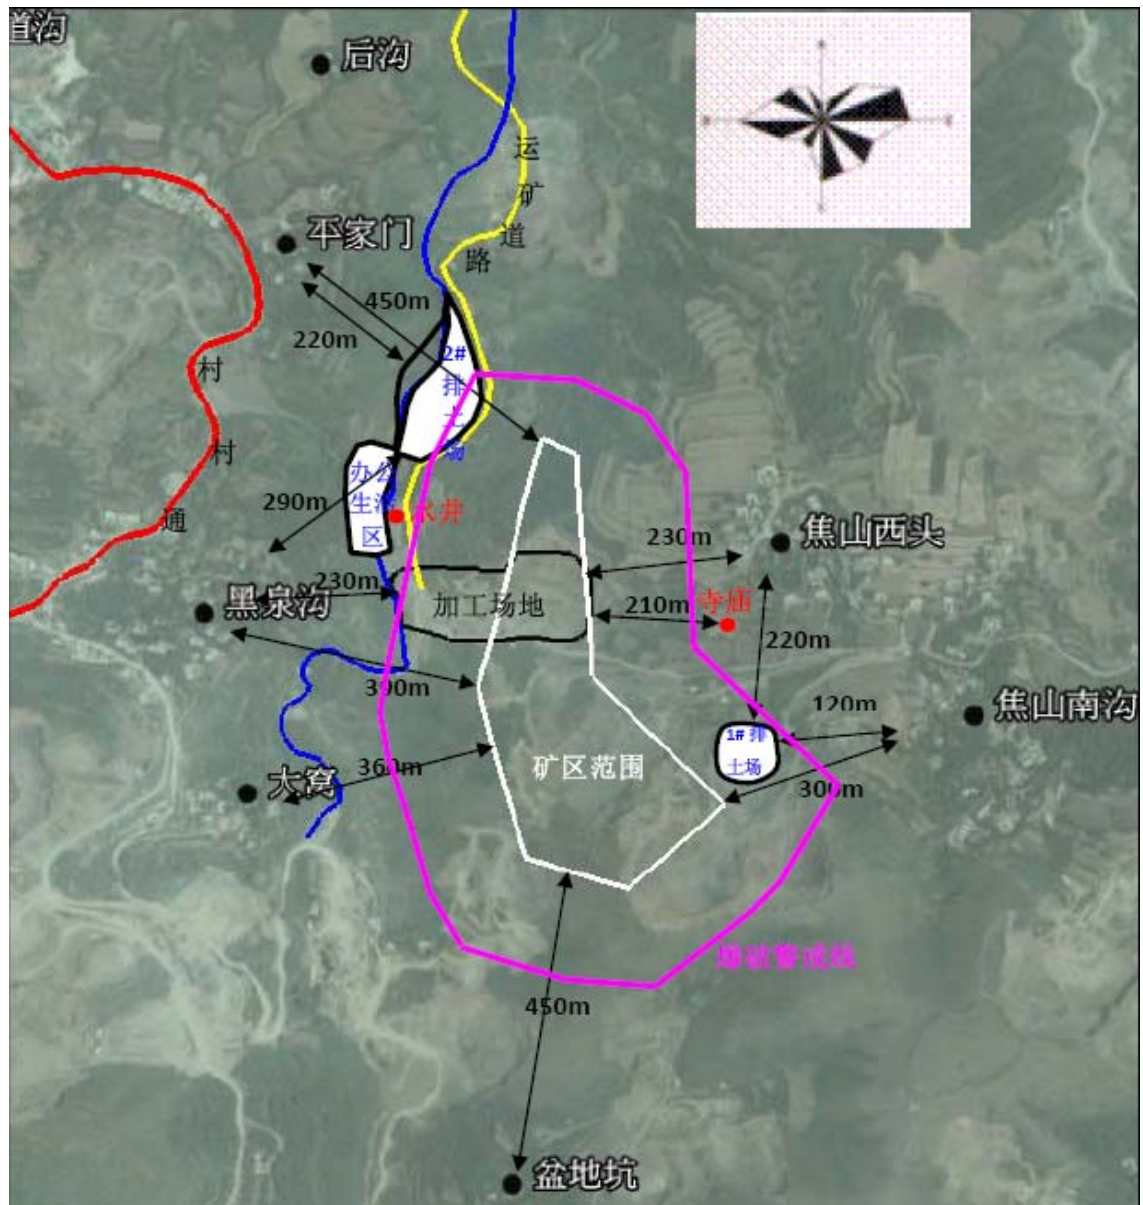 道沟
后沟
运
矿
道
路
平家门
450m
220m
2#
排
土
场
村
村
通
办公
生活
区
290m
水井
230m
焦山西头
230m
黑泉沟
加工场地
210m
寺庙
220m
390m
120m
焦山南沟
1#排
土场
大窝
360m
矿区范围
300m
爆破警戒线
450m
盆地坑